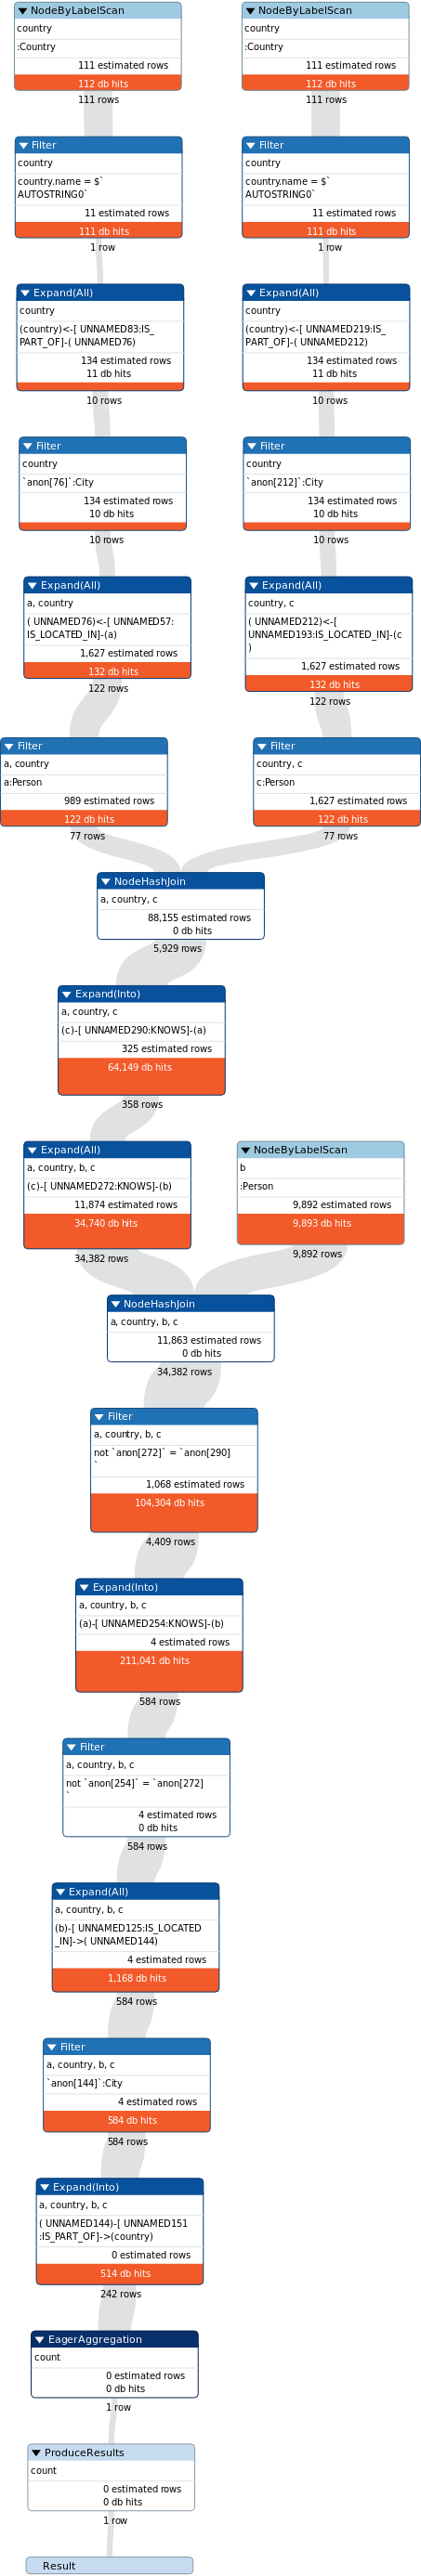 NodeByLabelScan
country
:Country
111 estimated rows
112 db hits
111 rows
NodeByLabelScan
country
:Country
111 estimated rows
112 db hits
111 rows
Filter
country
country.name = $`
AUTOSTRING0`
11 estimated rows
111 db hits
1 row
Filter
country
country.name = $`
AUTOSTRING0`
11 estimated rows
111 db hits
1 row
Expand(All)
country
(country)<-[ UNNAMED83:IS_
PART_OF]-( UNNAMED76)
134 estimated rows
11 db hits
10 rows
Expand(All)
country
(country)<-[ UNNAMED219:IS_
PART_OF]-( UNNAMED212)
134 estimated rows
11 db hits
10 rows
Filter
country
`anon[76]`:City
134 estimated rows
10 db hits
10 rows
Filter
country
`anon[212]`:City
134 estimated rows
10 db hits
10 rows
Expand(All)
a, country
( UNNAMED76)<-[ UNNAMED57:
IS_LOCATED_IN]-(a)
1,627 estimated rows
132 db hits
122 rows
Expand(All)
country, c
( UNNAMED212)<-[
UNNAMED193:IS_LOCATED_IN]-(c
)
1,627 estimated rows
132 db hits
122 rows
Filter
a, country
a:Person
989 estimated rows
122 db hits
77 rows
Filter
country, c
c:Person
1,627 estimated rows
122 db hits
77 rows
NodeHashJoin
a, country, c
88,155 estimated rows
0 db hits
5,929 rows
Expand(Into)
a, country, c
(c)-[ UNNAMED290:KNOWS]-(a)
325 estimated rows
64,149 db hits
358 rows
Expand(All)
a, country, b, c
(c)-[ UNNAMED272:KNOWS]-(b)
11,874 estimated rows
34,740 db hits
34,382 rows
NodeByLabelScan
b
:Person
9,892 estimated rows
9,893 db hits
9,892 rows
NodeHashJoin
a, country, b, c
11,863 estimated rows
0 db hits
34,382 rows
Filter
a, country, b, c
not `anon[272]` = `anon[290]
`
1,068 estimated rows
104,304 db hits
4,409 rows
Expand(Into)
a, country, b, c
(a)-[ UNNAMED254:KNOWS]-(b)
4 estimated rows
211,041 db hits
584 rows
Filter
a, country, b, c
not `anon[254]` = `anon[272]
`
4 estimated rows
0 db hits
584 rows
Expand(All)
a, country, b, c
(b)-[ UNNAMED125:IS_LOCATED
_IN]->( UNNAMED144)
4 estimated rows
1,168 db hits
584 rows
Filter
a, country, b, c
`anon[144]`:City
4 estimated rows
584 db hits
584 rows
Expand(Into)
a, country, b, c
( UNNAMED144)-[ UNNAMED151
:IS_PART_OF]->(country)
0 estimated rows
514 db hits
242 rows
EagerAggregation
count
0 estimated rows
0 db hits
1 row
ProduceResults
count
0 estimated rows
0 db hits
1 row
Result